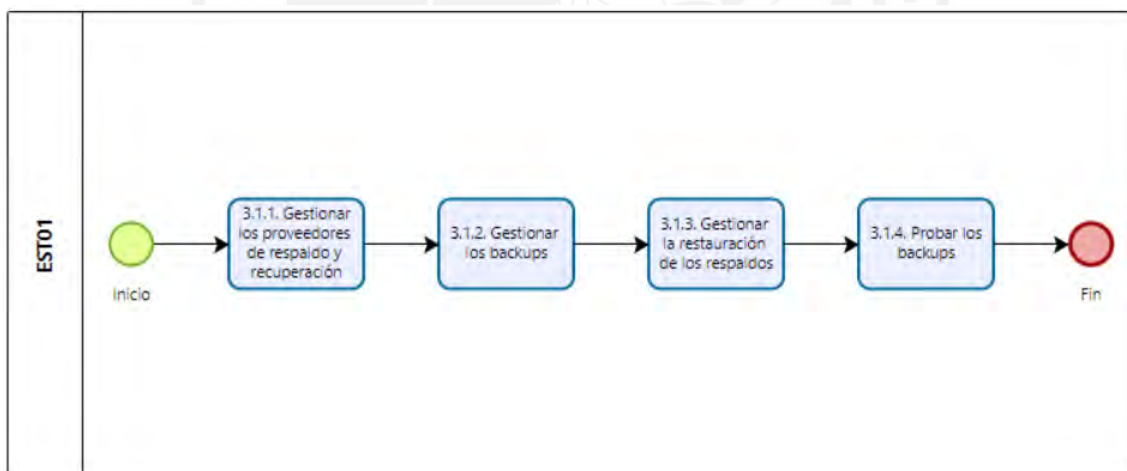 EST01
Inicio
3.1.1. Gestionar
los proveedores
de respaldo y
recuperación
3.1.2. Gestionar
los backups
3.1.3. Gestionar
la restauración
de los respaldos
3.1.4. Probar los
backups
Fin